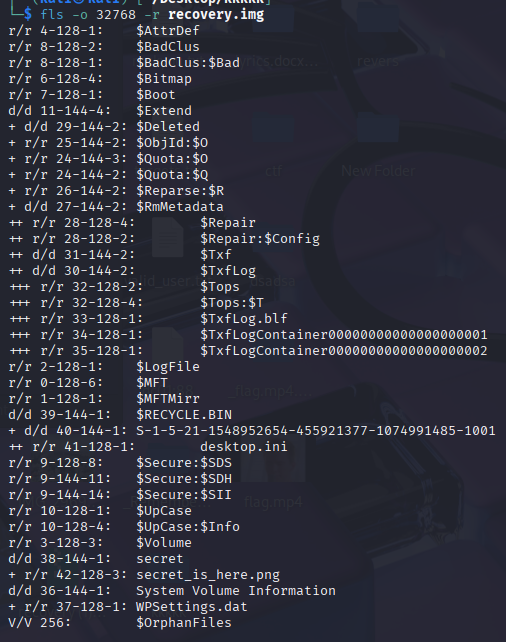 $ fls -o 32768 -r recovery.img
r/r 4-128-1: $AttrDef
r/r 8-128-2: $BadClus
r/r 8-128-1: $BadClus:$Bad
r/r 6-128-4: $Bitmap
r/r 7-128-1: $Boot
d/d 11-144-4: $Extend
+ d/d 29-144-2: $Deleted
+ r/r 25-144-2: $ObjId:$O
+ r/r 24-144-3: $Quota:$O
+ r/r 24-144-2: $Quota:$Q
+ r/r 26-144-2: $Reparse:$R
+ d/d 27-144-2: $RmMetadata
++ r/r 28-128-4: $Repair
++ r/r 28-128-2: $Repair:$Config
++ d/d 31-144-2: $Txf
++ d/d 30-144-2: $TxfLog
+++ r/r 32-128-2: $Tops
+++ r/r 32-128-4: $Tops:$T
+++ r/r 33-128-1: $TxfLog.blf
+++ r/r 34-128-1: $TxfLogContainer00000000000000000001
+++ r/r 35-128-1: $TxfLogContainer00000000000000000002
r/r 2-128-1: $LogFile
r/r 0-128-6: $MFT
r/r 1-128-1: $MFTMirr
d/d 39-144-1: $RECYCLE.BIN
+ d/d 40-144-1: S-1-5-21-1548952654-455921377-1074991485-1001
++ r/r 41-128-1: desktop.ini
r/r 9-128-8: $Secure:$SDS
r/r 9-144-11: $Secure:$SDH
r/r 9-144-14: $Secure:$SII
r/r 10-128-1: $UpCase
r/r 10-128-4: $UpCase:$Info
r/r 3-128-3: $Volume
d/d 38-144-1: secret
+ r/r 42-128-3: secret_is_here.png
d/d 36-144-1: System Volume Information
+ r/r 37-128-1: WPSettings.dat
V/V 256: $OrphanFiles
New Folder
flag.mp4